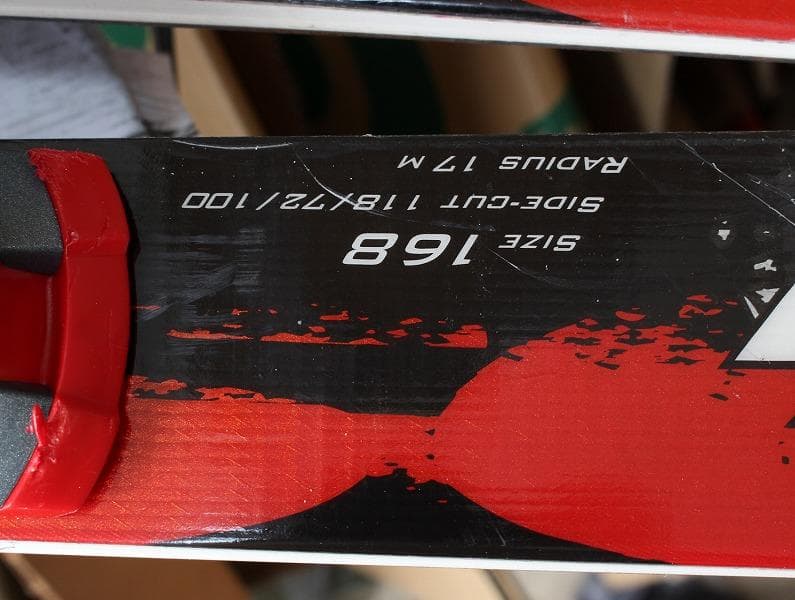 SIZE 168
SIDE-CUT 118/72/100
RADIUS 17 M